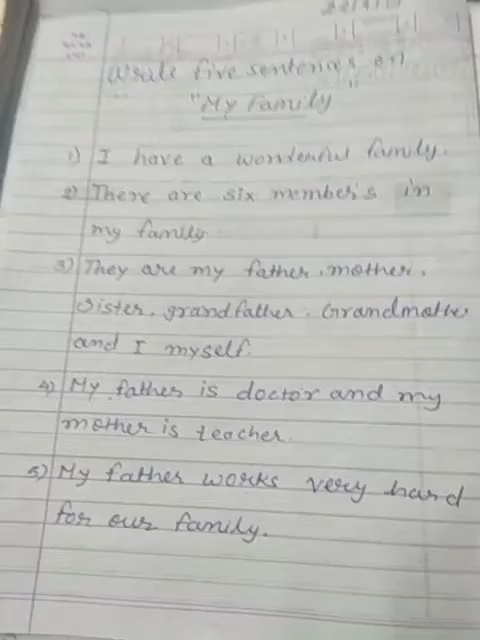 Write five sentences on
"My Family"
1) I have a wonderful family.
2) There are six member's in
my family
3) They are my father, mother,
sister, grandfather, Grandmother
and I myself.
4) My father is doctor and my
mother is teacher.
5) My father works very hard
for our family.